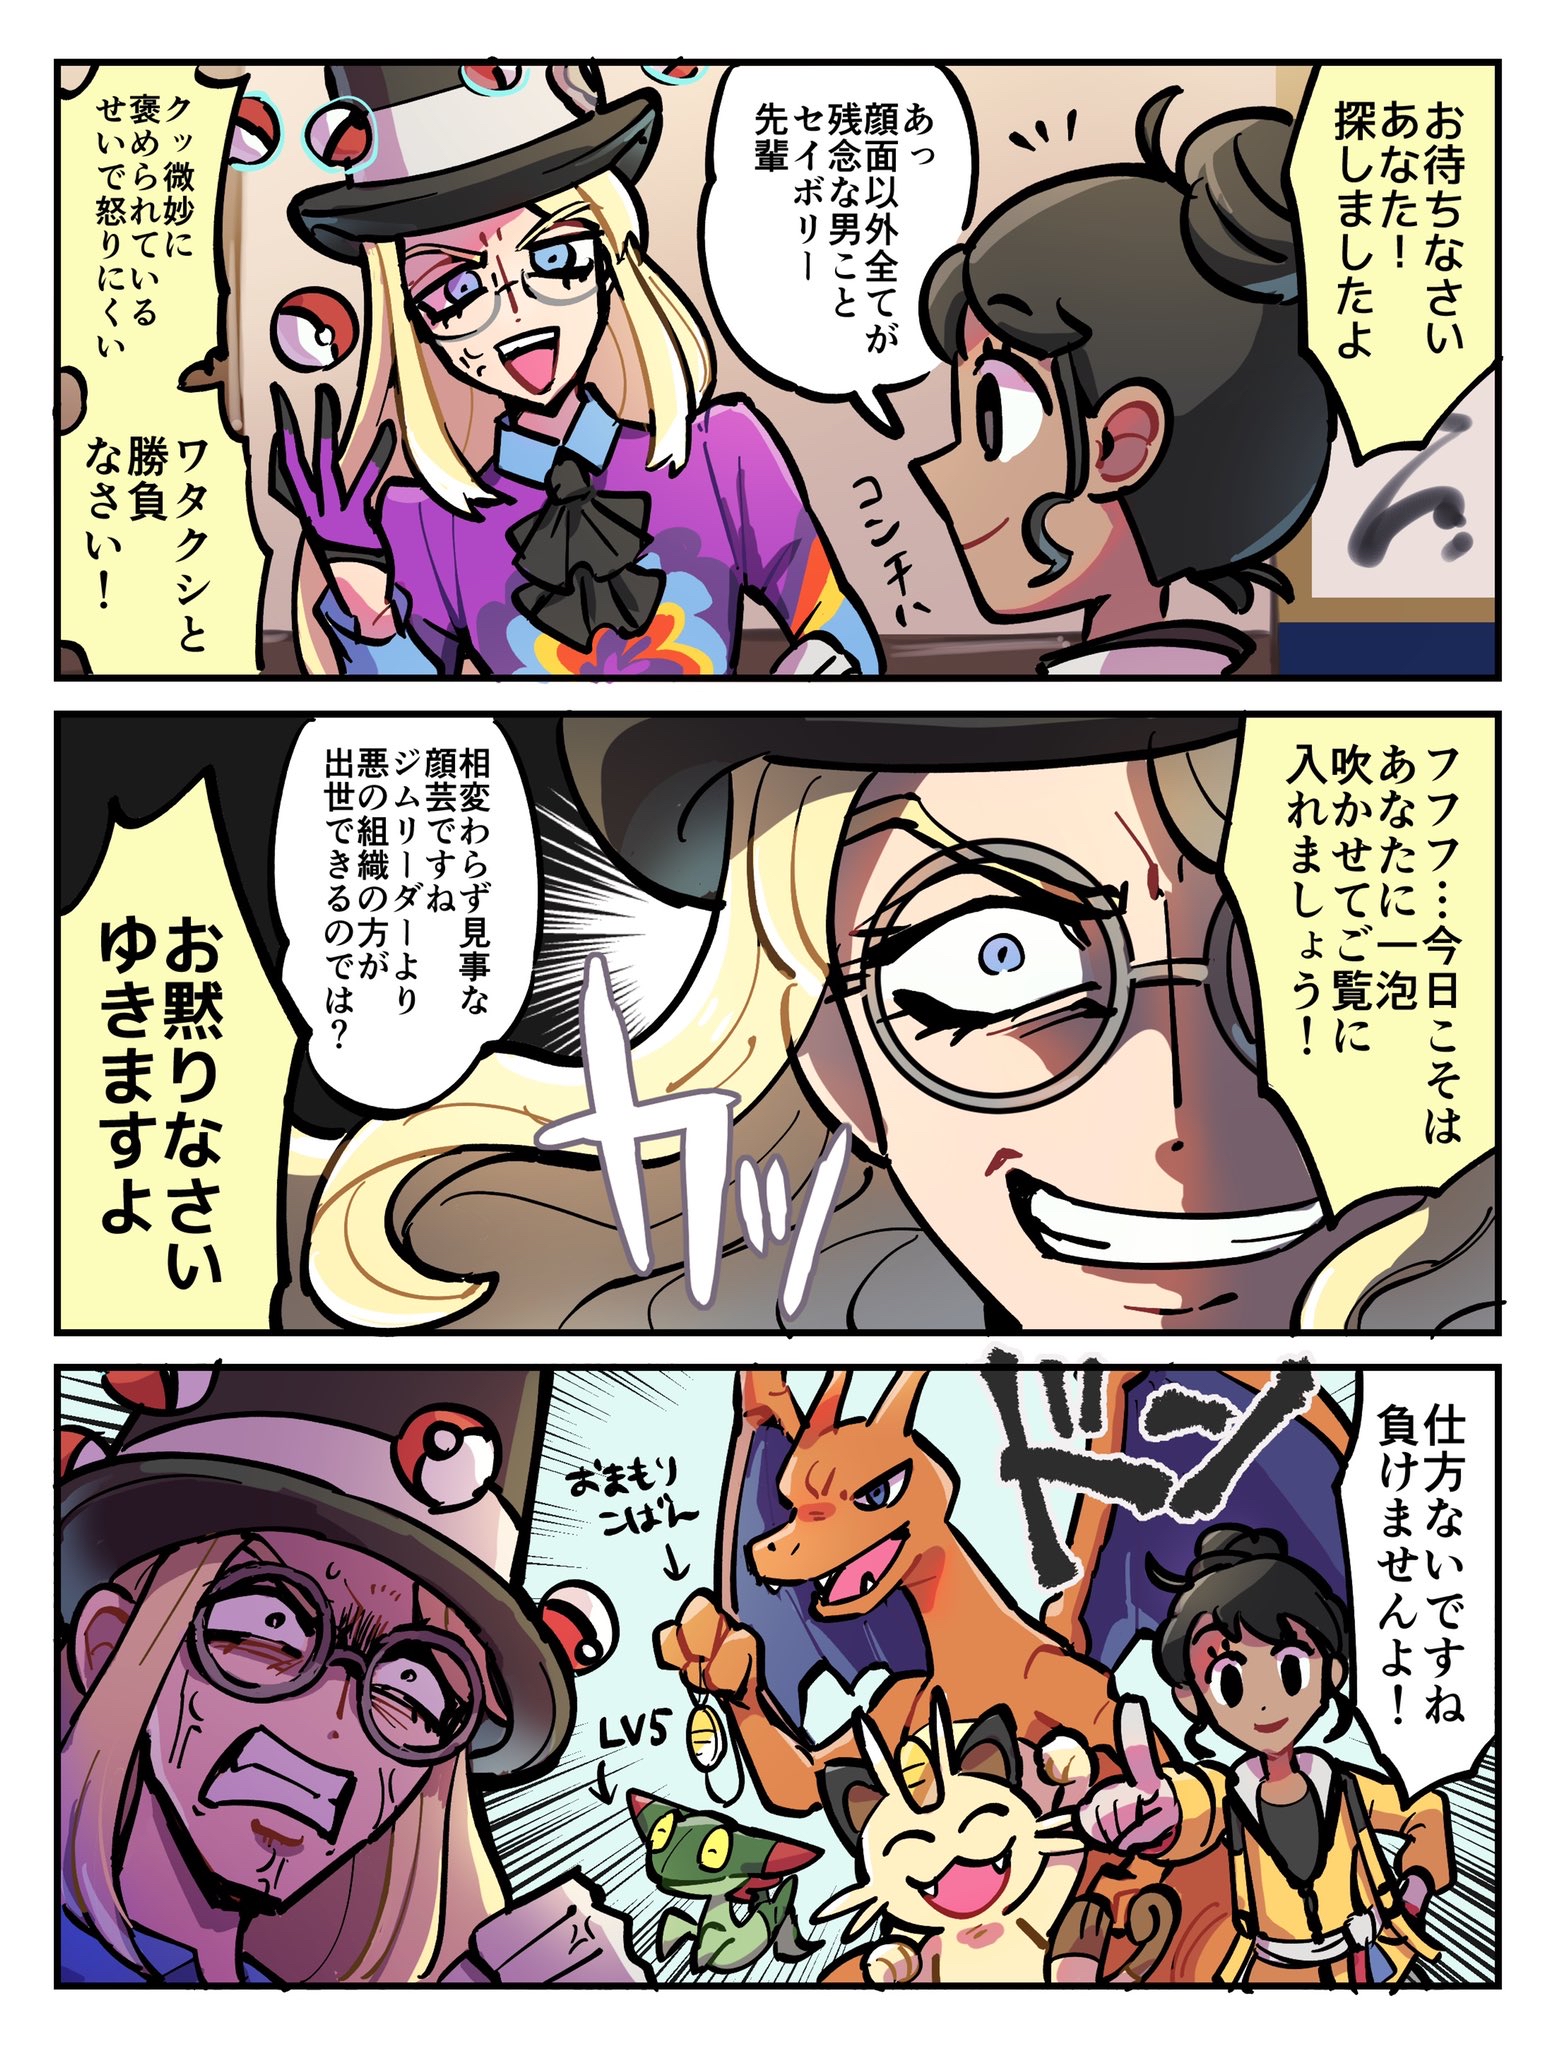 お待ちなさい
あなた！
探しましたよ
あっ
顔面以外全てが
残念な男こと
セイボリー
先輩
コンチハ
クッ微妙に
褒められている
せいで怒りにくい
ワタクシと
勝負
なさい！
フフフ…今日こそは
あなたに一泡
吹かせてご覧に
入れましょう！
相変わらず見事な
顔芸ですね
ジムリーダーより
悪の組織の方が
出世できるのでは？
カッ
お黙りなさい
ゆきますよ
仕方ないですね
負けませんよ！
ドン
おまもり
こばん
LV5